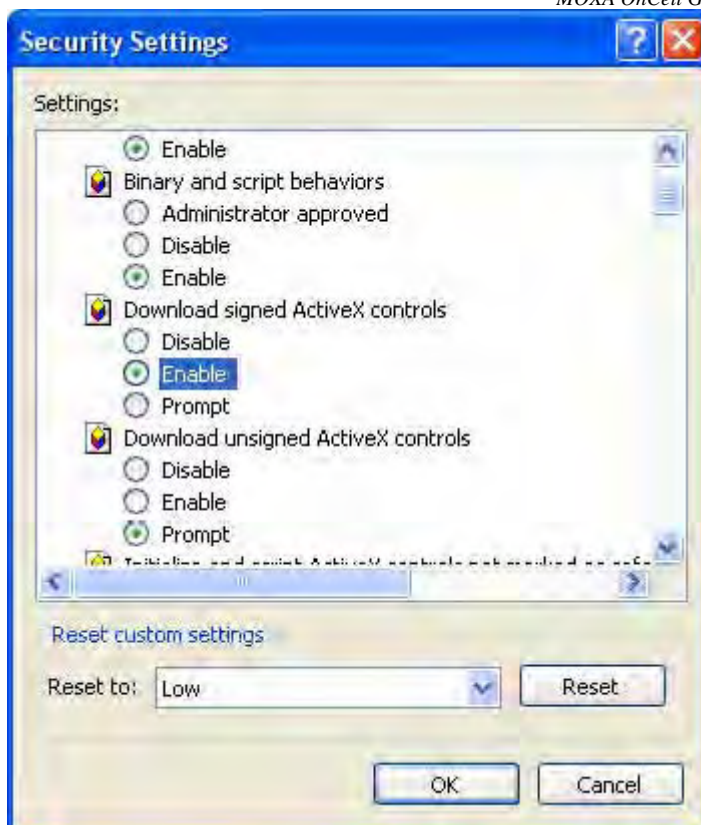 MOXA OnCell G
Security Settings
Settings:
Enable
Binary and script behaviors
Administrator approved
Disable
Enable
Download signed ActiveX controls
Disable
Enable
Prompt
Download unsigned ActiveX controls
Disable
Enable
Prompt
Reset custom settings
Reset to: Low Reset
OK Cancel